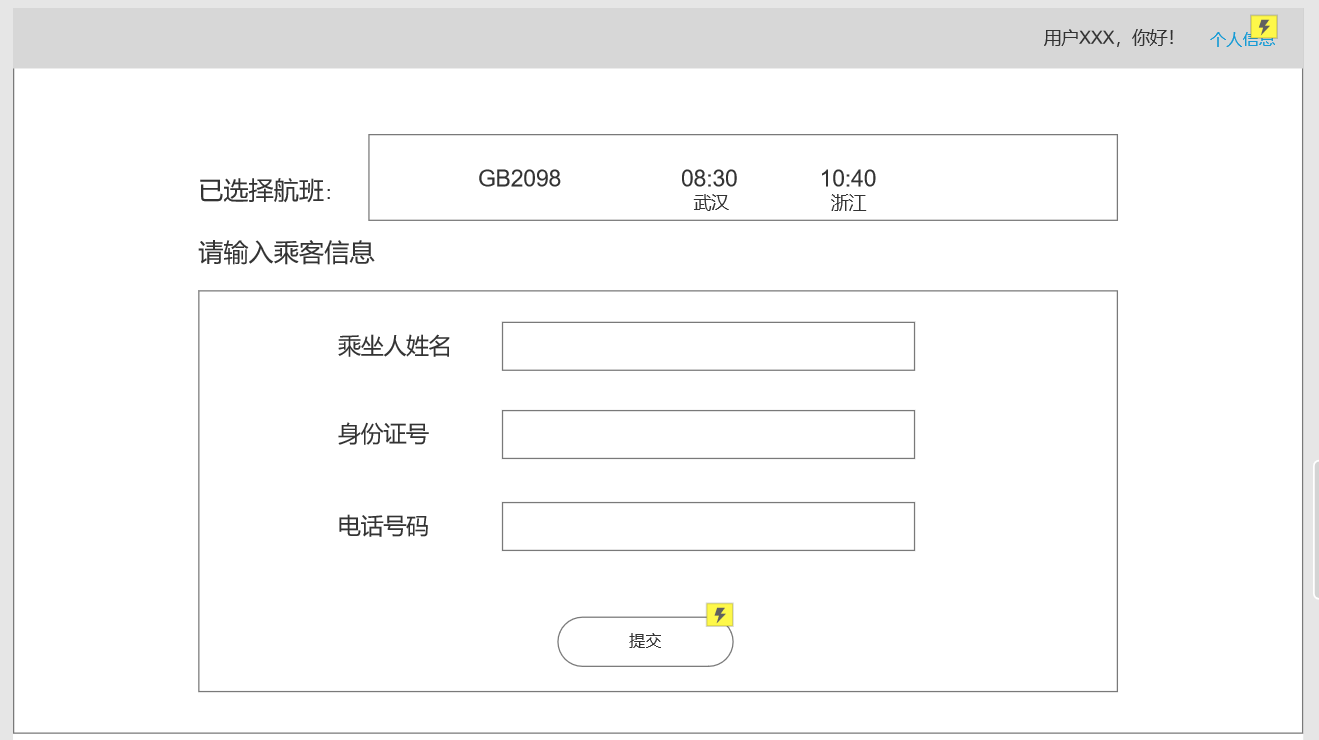 用户XXX，你好！ 个人信息
已选择航班：
GB2098 08:30 10:40
武汉 浙江
请输入乘客信息
乘坐人姓名
身份证号
电话号码
提交